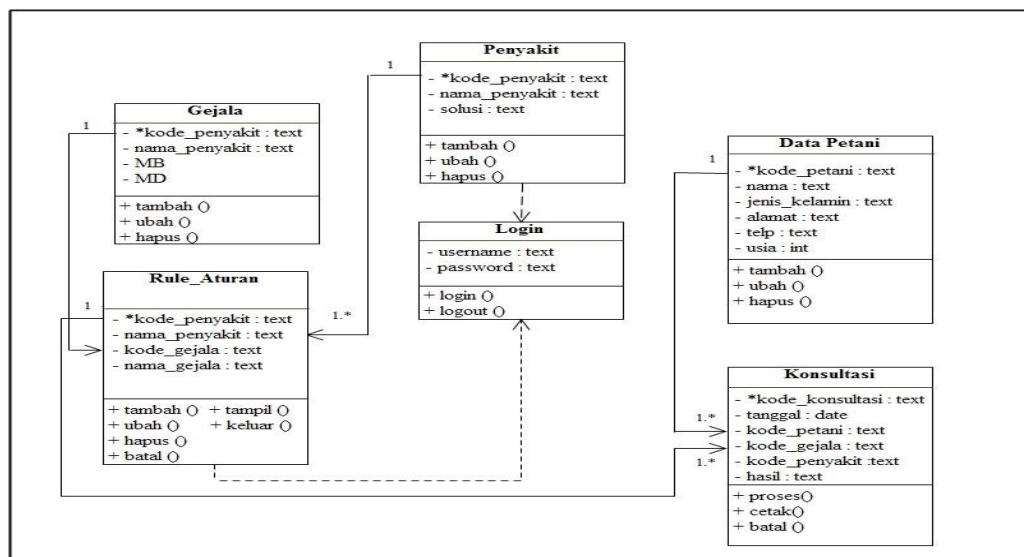 Penyakit
- *kode_penyakit : text
- nama_penyakit : text
- solusi : text
+ tambah ()
+ ubah ()
+ hapus ()
1
Gejala
- *kode_penyakit : text
- nama_penyakit : text
- MB
- MD
+ tambah ()
+ ubah ()
+ hapus ()
1
Data Petani
- *kode_petani : text
- nama : text
- jenis_kelamin : text
- alamat : text
- telp : text
- usia : int
+ tambah ()
+ ubah ()
+ hapus ()
1
Login
- username : text
- password : text
+ login ()
+ logout ()
Rule_Aturan
- *kode_penyakit : text
- nama_penyakit : text
- kode_gejala : text
- nama_gejala : text
+ tambah () + tampil ()
+ ubah () + keluar ()
+ hapus ()
+ batal ()
1
1.*
Konsultasi
- *kode_konsultasi : text
- tanggal : date
- kode_petani : text
- kode_gejala : text
- kode_penyakit :text
- hasil : text
+ proses()
+ cetak()
+ batal ()
1.*
1.*